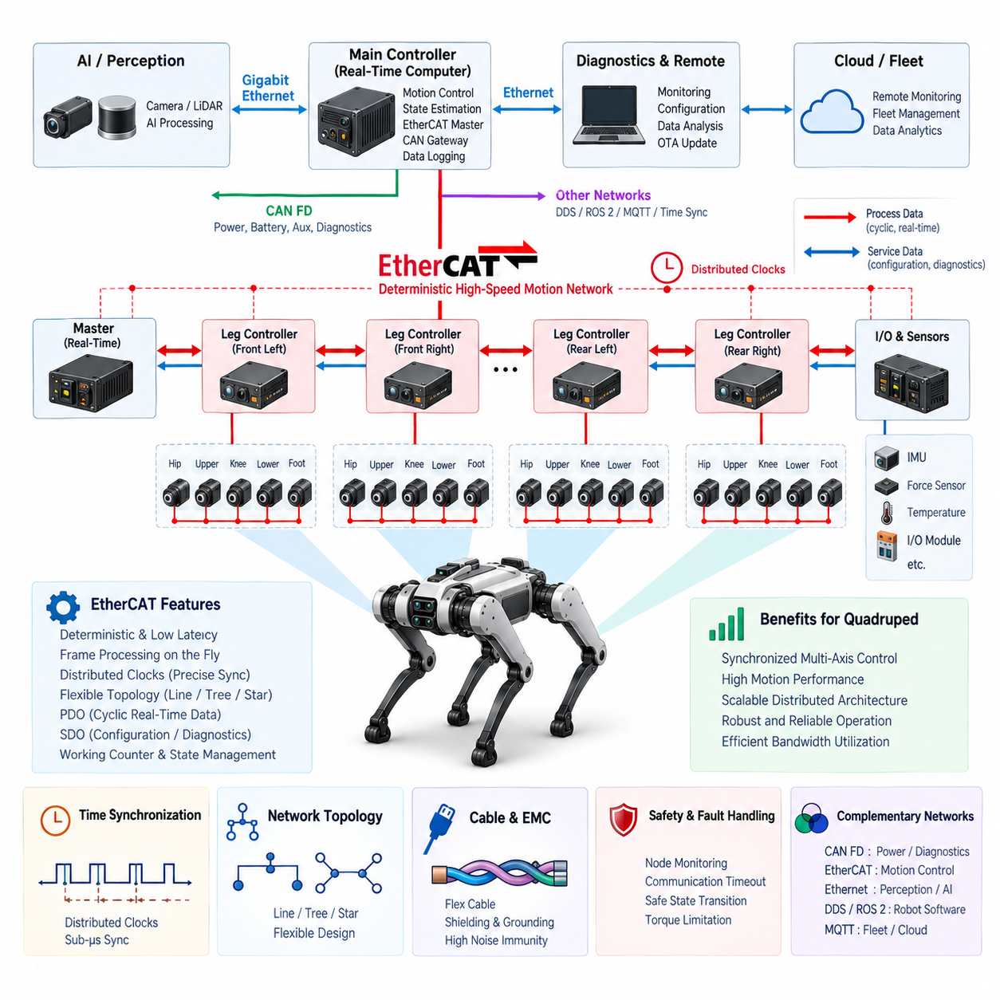 AI / Perception
Camera / LiDAR
AI Processing
Gigabit
Ethernet
Main Controller
(Real-Time Computer)
Motion Control
State Estimation
EtherCAT Master
CAN Gateway
Data Logging
Ethernet
Diagnostics & Remote
Monitoring
Configuration
Data Analysis
OTA Update
Cloud / Fleet
Remote Monitoring
Fleet Management
Data Analytics
CAN FD
Power, Battery, Aux, Diagnostics
Other Networks
DDS / ROS 2 / MQTT / Time Sync
Process Data
(cyclic, real-time)
Service Data
(configuration, diagnostics)
EtherCAT
Deterministic High-Speed Motion Network
Distributed Clocks
Master
(Real-Time)
Leg Controller
(Front Left)
Leg Controller
(Front Right)
...
Leg Controller
(Rear Left)
Leg Controller
(Rear Right)
I/O & Sensors
Hip Upper Knee Lower Foot
Hip Upper Knee Lower Foot
Hip Upper Knee Lower Foot
Hip Upper Knee Lower Foot
IMU
Force Sensor
Temperature
I/O Module
etc.
EtherCAT Features
Deterministic & Low Latency
Frame Processing on the Fly
Distributed Clocks (Precise Sync)
Flexible Topology (Line / Tree / Star)
PDO (Cyclic Real-Time Data)
SDO (Configuration / Diagnostics)
Working Counter & State Management
Benefits for Quadruped
Synchronized Multi-Axis Control
High Motion Performance
Scalable Distributed Architecture
Robust and Reliable Operation
Efficient Bandwidth Utilization
Time Synchronization
Distributed Clocks
Sub-µs Sync
Network Topology
Line / Tree / Star
Flexible Design
Cable & EMC
Flex Cable
Shielding & Grounding
High Noise Immunity
Safety & Fault Handling
Node Monitoring
Communication Timeout
Safe State Transition
Torque Limitation
Complementary Networks
CAN FD : Power / Diagnostics
EtherCAT : Motion Control
Ethernet : Perception / AI
DDS / ROS 2 : Robot Software
MQTT : Fleet / Cloud